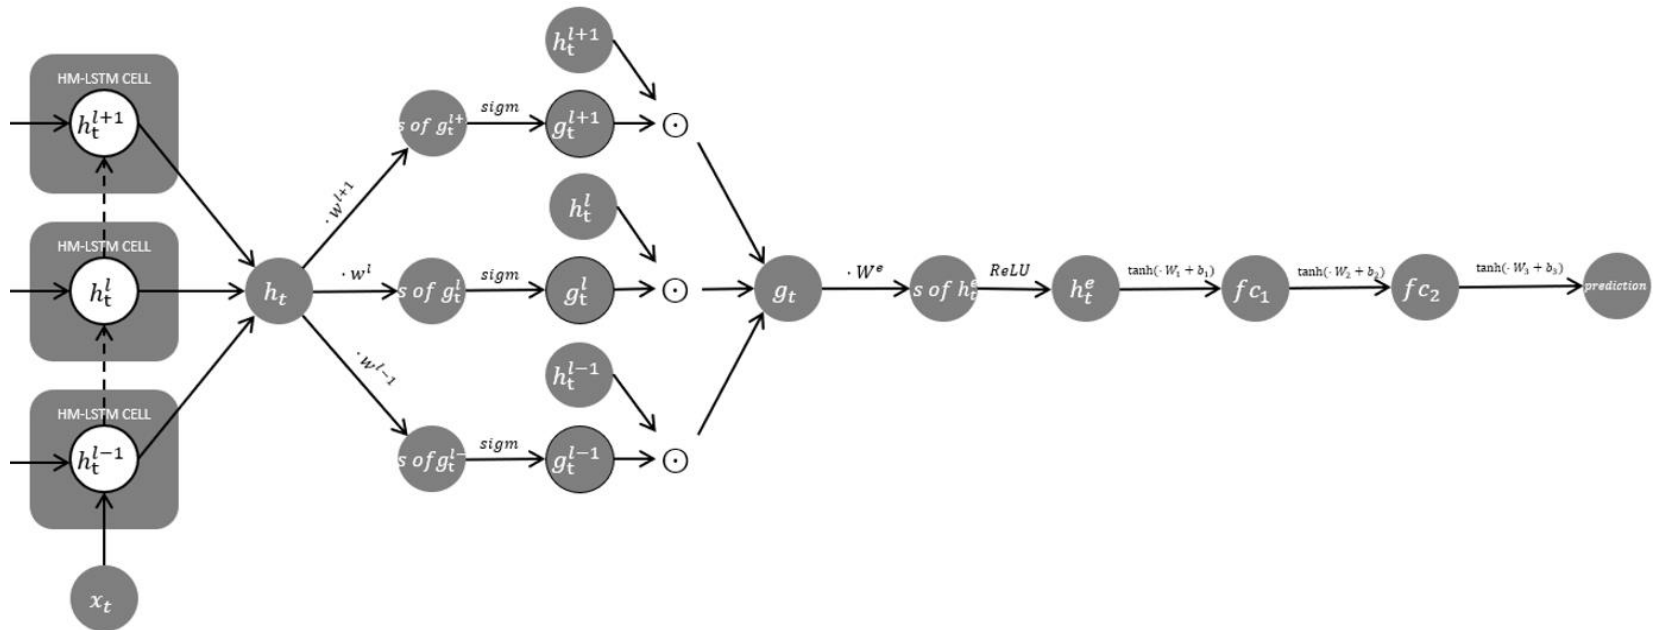 HM-LSTM CELL
h_t^{l+1}
HM-LSTM CELL
h_t^l
HM-LSTM CELL
h_t^{l-1}
x_t
h_t
· w^{l+1}
· w^l
· w^{l-1}
s of g_t^{l+
s of g_t^l
s of g_t^{l-
sigm
sigm
sigm
h_t^{l+1}
g_t^{l+1}
⊙
h_t^l
g_t^l
⊙
h_t^{l-1}
g_t^{l-1}
⊙
g_t
· W^e
s of h_t^e
ReLU
h_t^e
tanh(· W_1 + b_1)
fc_1
tanh(· W_2 + b_2)
fc_2
tanh(· W_3 + b_3)
prediction